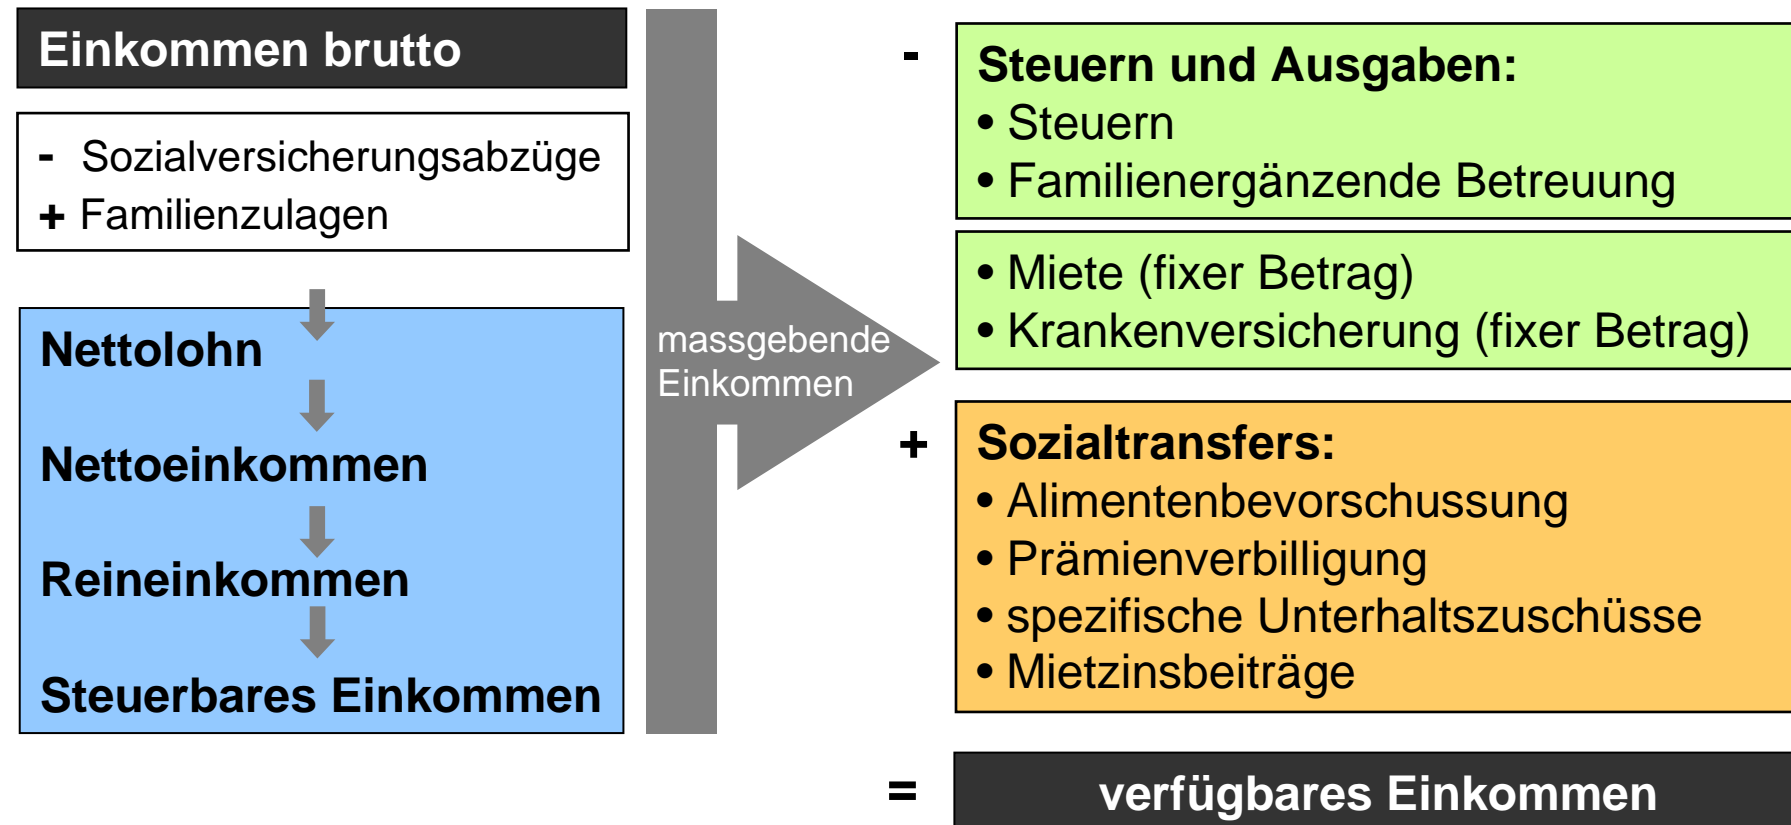 Einkommen brutto
- Sozialversicherungsabzüge
+ Familienzulagen
Nettolohn
Nettoeinkommen
Reineinkommen
Steuerbares Einkommen
massgebende
Einkommen
-
Steuern und Ausgaben:
• Steuern
• Familienergänzende Betreuung
• Miete (fixer Betrag)
• Krankenversicherung (fixer Betrag)
+
Sozialtransfers:
• Alimentenbevorschussung
• Prämienverbilligung
• spezifische Unterhaltszuschüsse
• Mietzinsbeiträge
=
verfügbares Einkommen